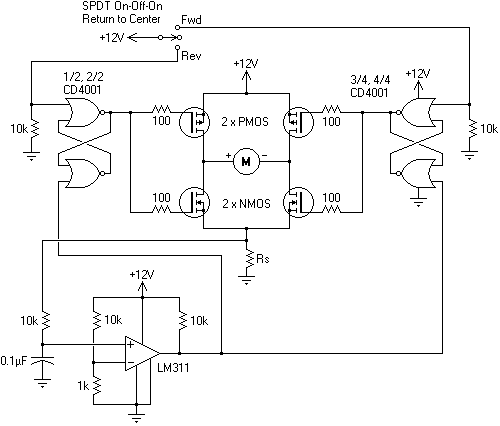 SPDT On-Off-On
Return to Center
Fwd
+12V
Rev
1/2, 2/2
CD4001
+12V
3/4, 4/4
CD4001
+12V
10k
100
2 x PMOS
100
10k
+ M −
100
2 x NMOS
100
Rs
+12V
10k
10k
10k
0.1µF
+
−
LM311
1k